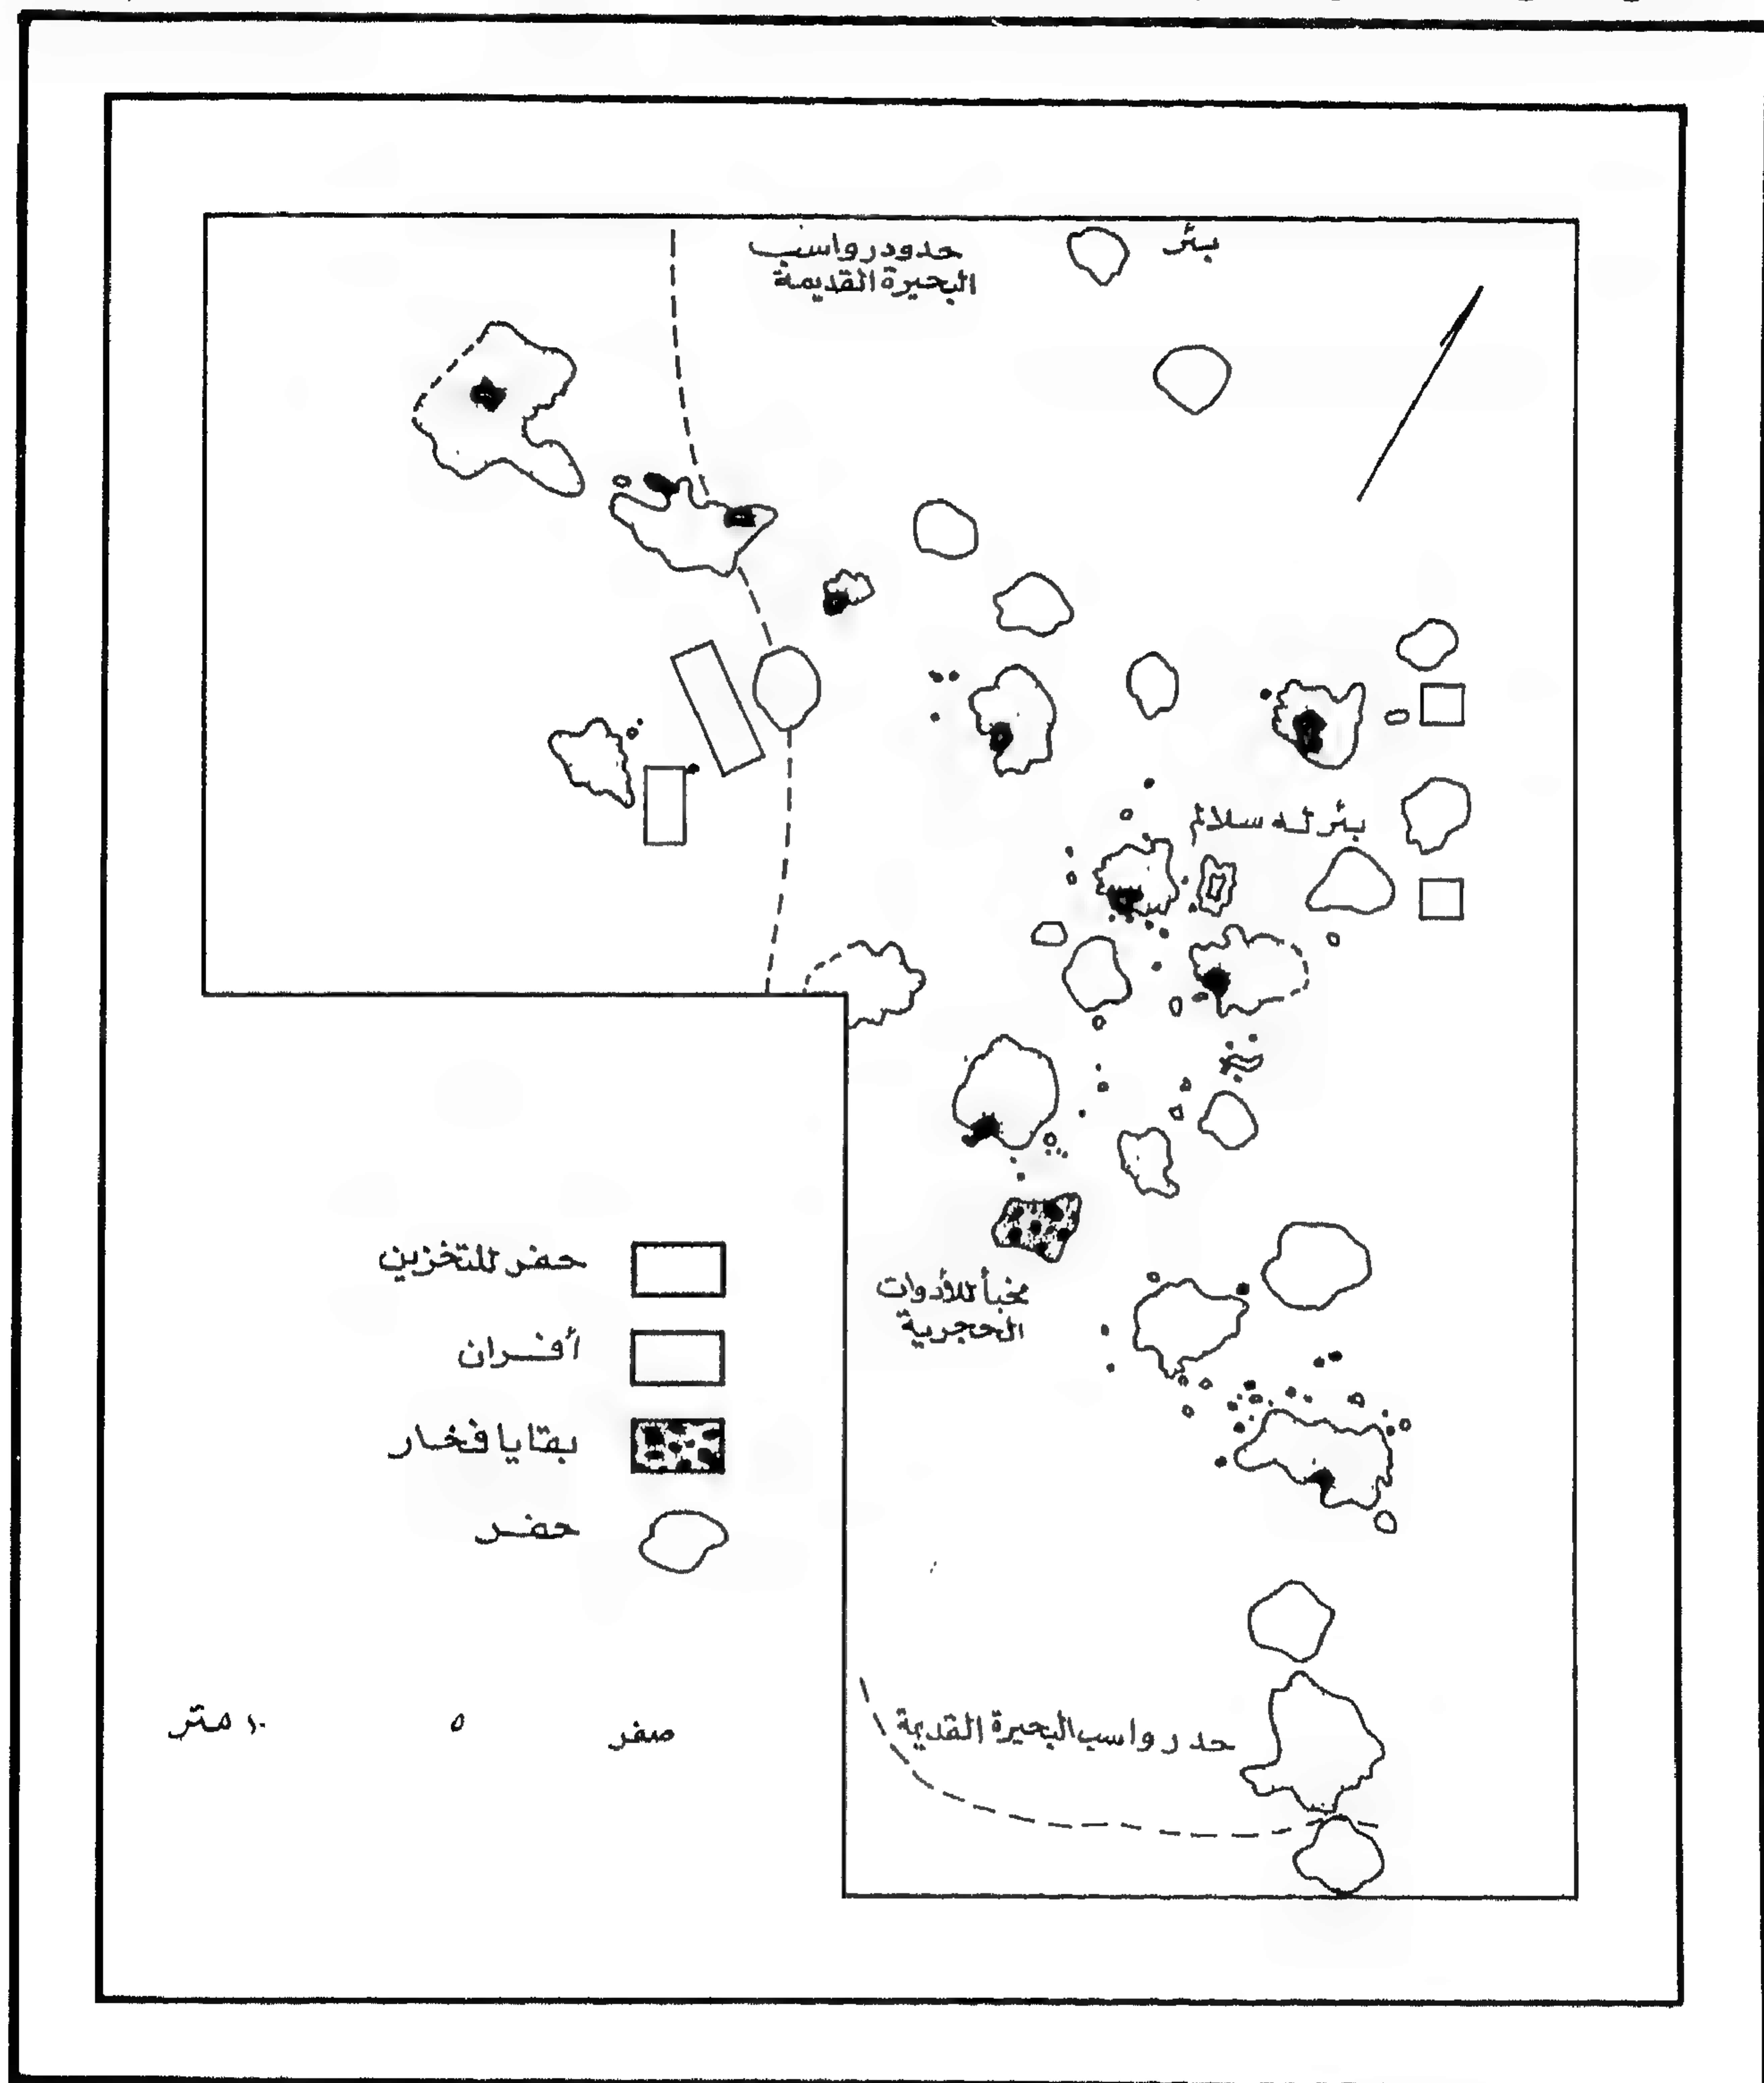 حدود رواسب
البحيرة القديمة
بئر
بئر له سلالم
مخبأ للأدوات
الحجرية
حفر للتخزين
أفران
بقايا فخار
حفر
صفر ٥ ١٠ متر
حد رواسب البحيرة القديمة